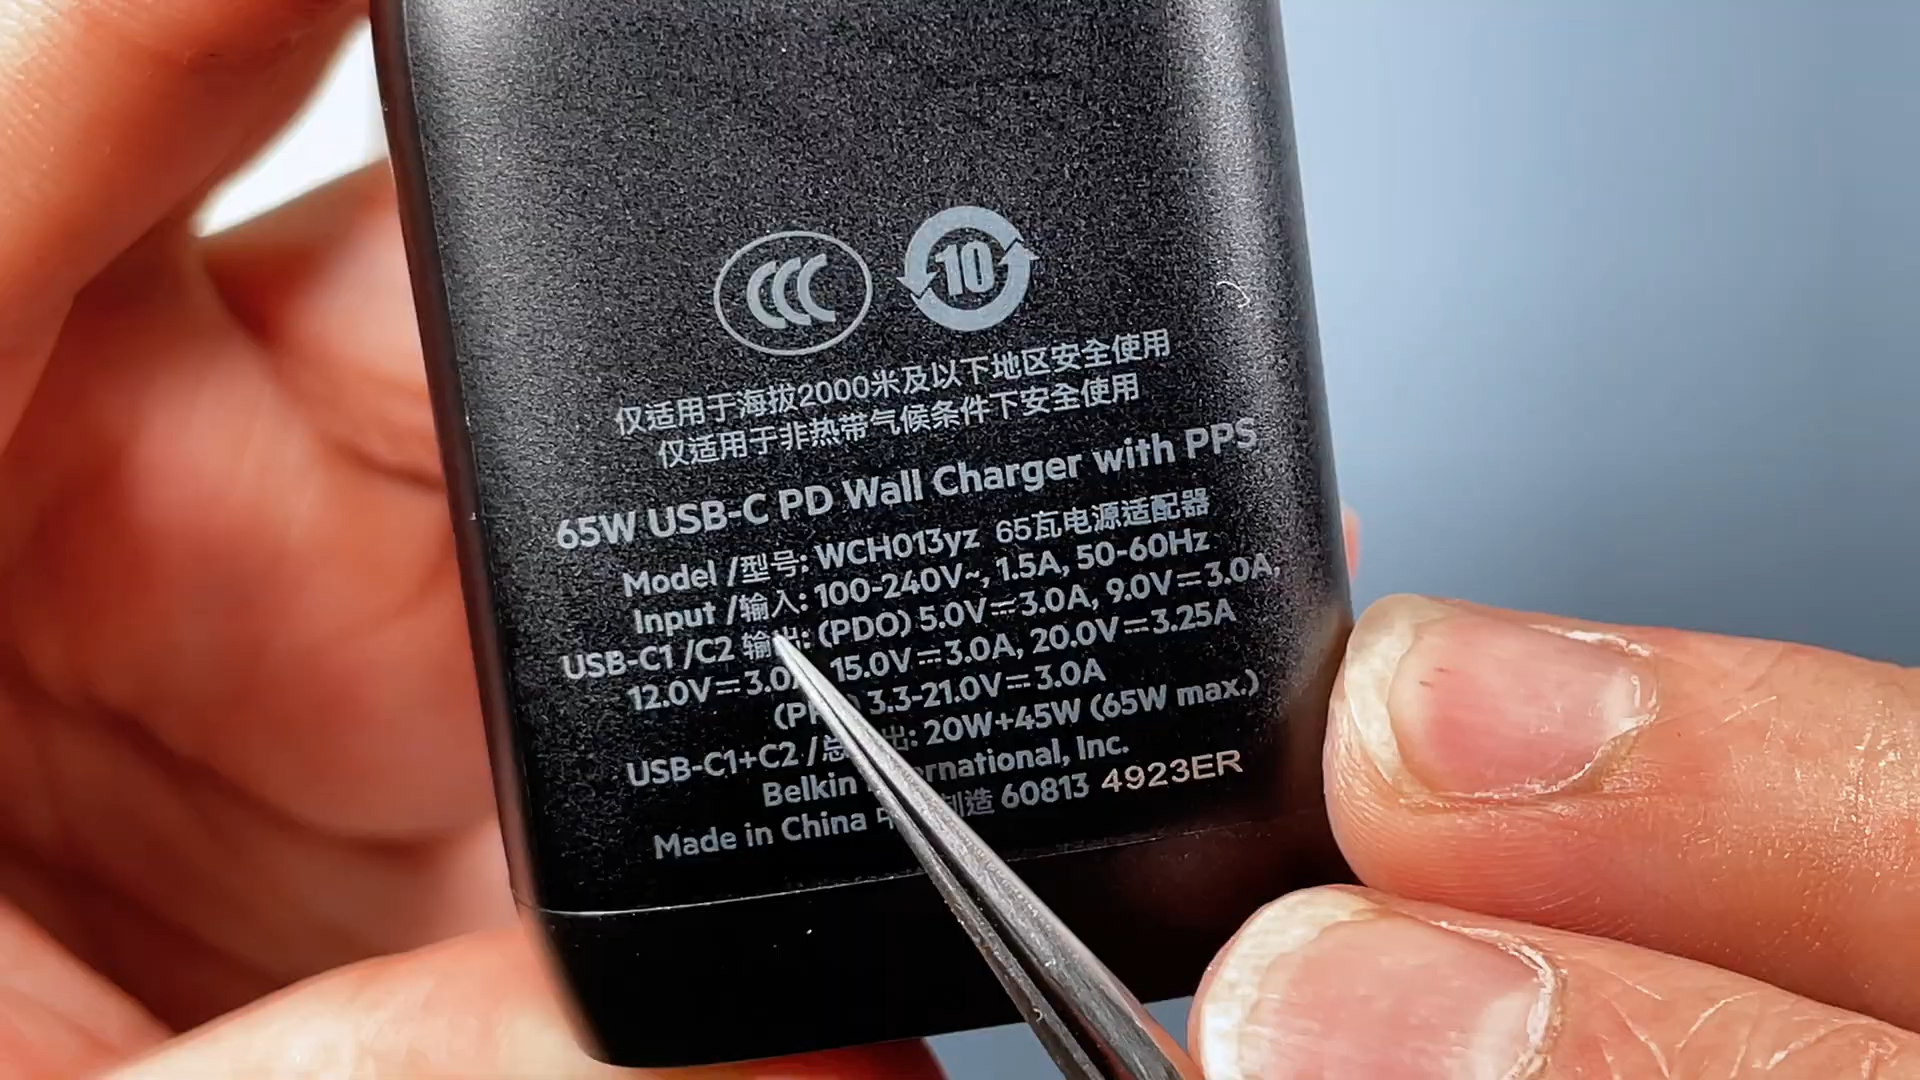 CCC
10
仅适用于海拔2000米及以下地区安全使用
仅适用于非热带气候条件下安全使用
65W USB-C PD Wall Charger with PPS
Model /型号: WCH013yz 65瓦电源适配器
Input /输入: 100-240V~, 1.5A, 50-60Hz
USB-C1 /C2 输出: (PDO) 5.0V⎓3.0A, 9.0V⎓3.0A,
12.0V⎓3.0 15.0V⎓3.0A, 20.0V⎓3.25A
3.3-21.0V⎓3.0A
USB-C1+C2 / 出: 20W+45W (65W max.)
Belkin Inc.
Made in China 制造 60813 4923ER